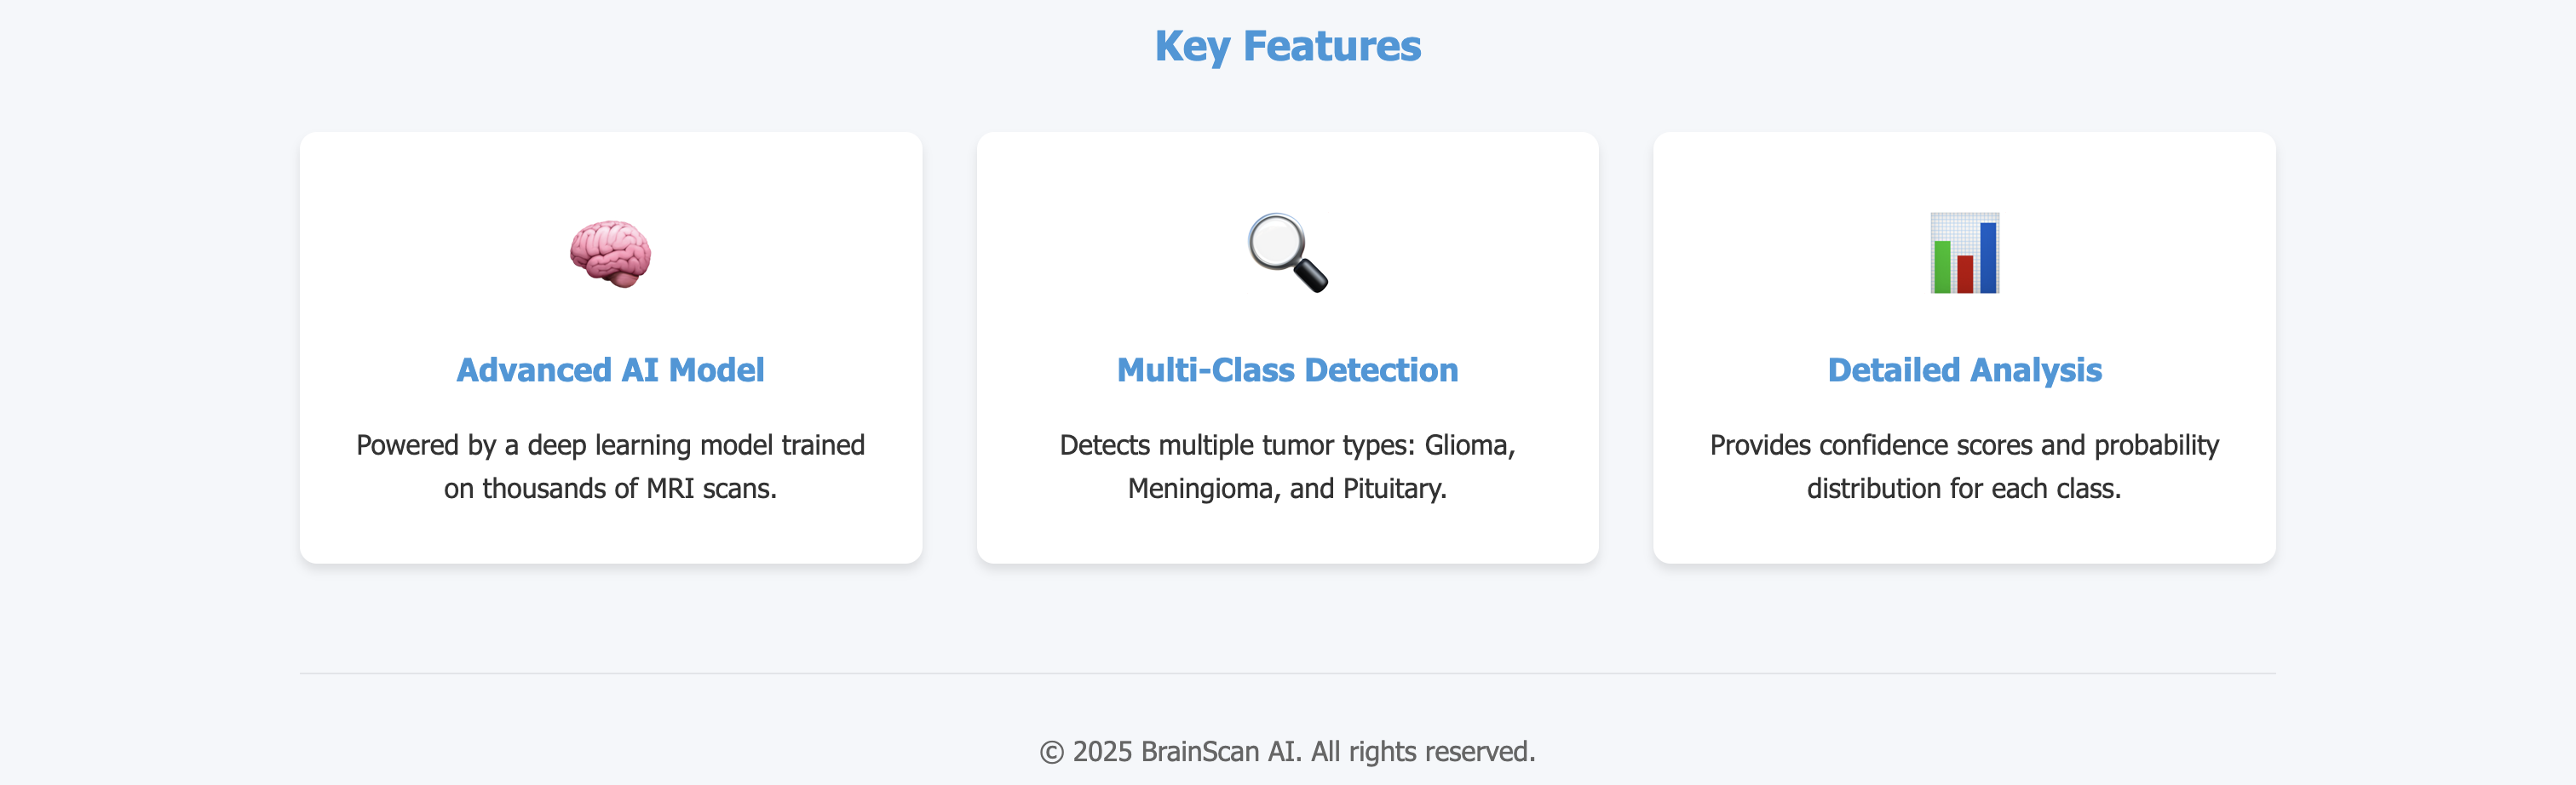 Key Features
Advanced AI Model
Powered by a deep learning model trained
on thousands of MRI scans.
Multi-Class Detection
Detects multiple tumor types: Glioma,
Meningioma, and Pituitary.
Detailed Analysis
Provides confidence scores and probability
distribution for each class.
© 2025 BrainScan AI. All rights reserved.